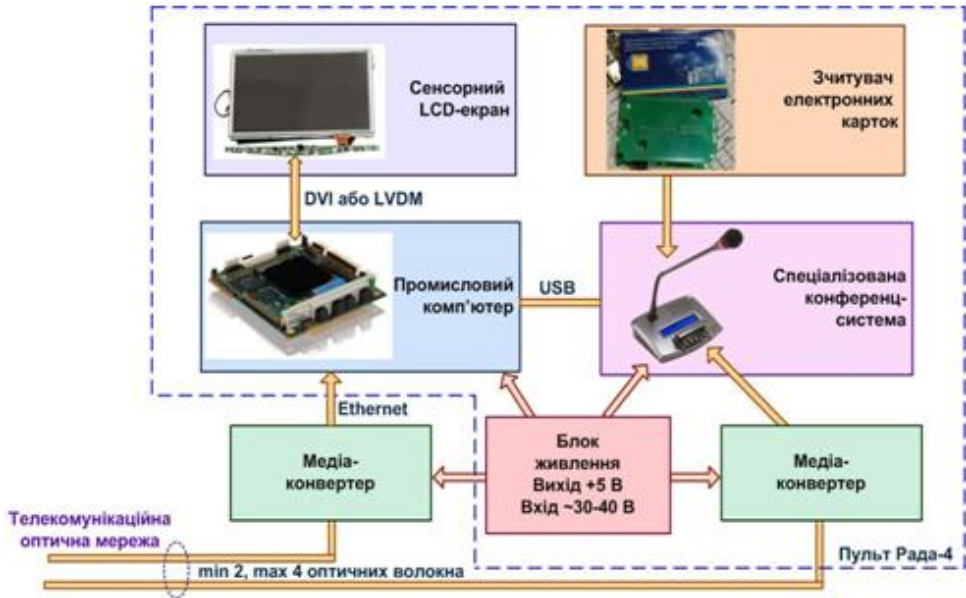 Сенсорний
LCD-екран
Зчитувач
електронних
карток
DVI або LVDM
Промисловий
комп'ютер
USB
Спеціалізована
конференц-
система
Ethernet
Медіа-
конвертер
Блок
живлення
Вихід +5 В
Вхід ~30-40 В
Медіа-
конвертер
Телекомунікаційна
оптична мережа
min 2, max 4 оптичних волокна
Пульт Рада-4